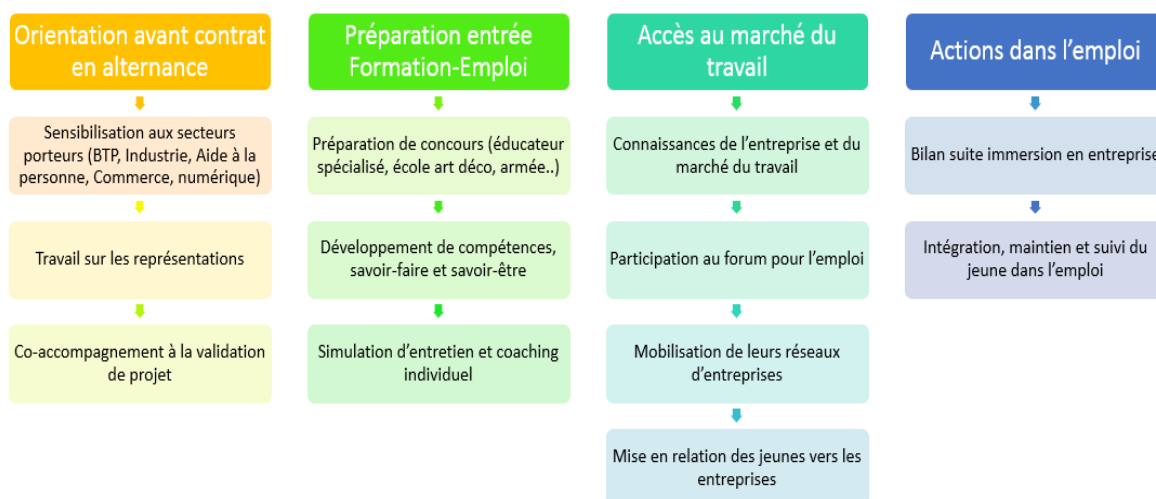 Orientation avant contrat
en alternance
Sensibilisation aux secteurs
porteurs (BTP, Industrie, Aide à la
personne, Commerce, numérique)
Travail sur les représentations
Co-accompagnement à la validation
de projet
Préparation entrée
Formation-Emploi
Préparation de concours (éducateur
spécialisé, école art déco, armée..)
Développement de compétences,
savoir-faire et savoir-être
Simulation d’entretien et coaching
individuel
Accès au marché du
travail
Connaissances de l’entreprise et du
marché du travail
Participation au forum pour l’emploi
Mobilisation de leurs réseaux
d’entreprises
Mise en relation des jeunes vers les
entreprises
Actions dans l’emploi
Bilan suite immersion en entreprise
Intégration, maintien et suivi du
jeune dans l’emploi